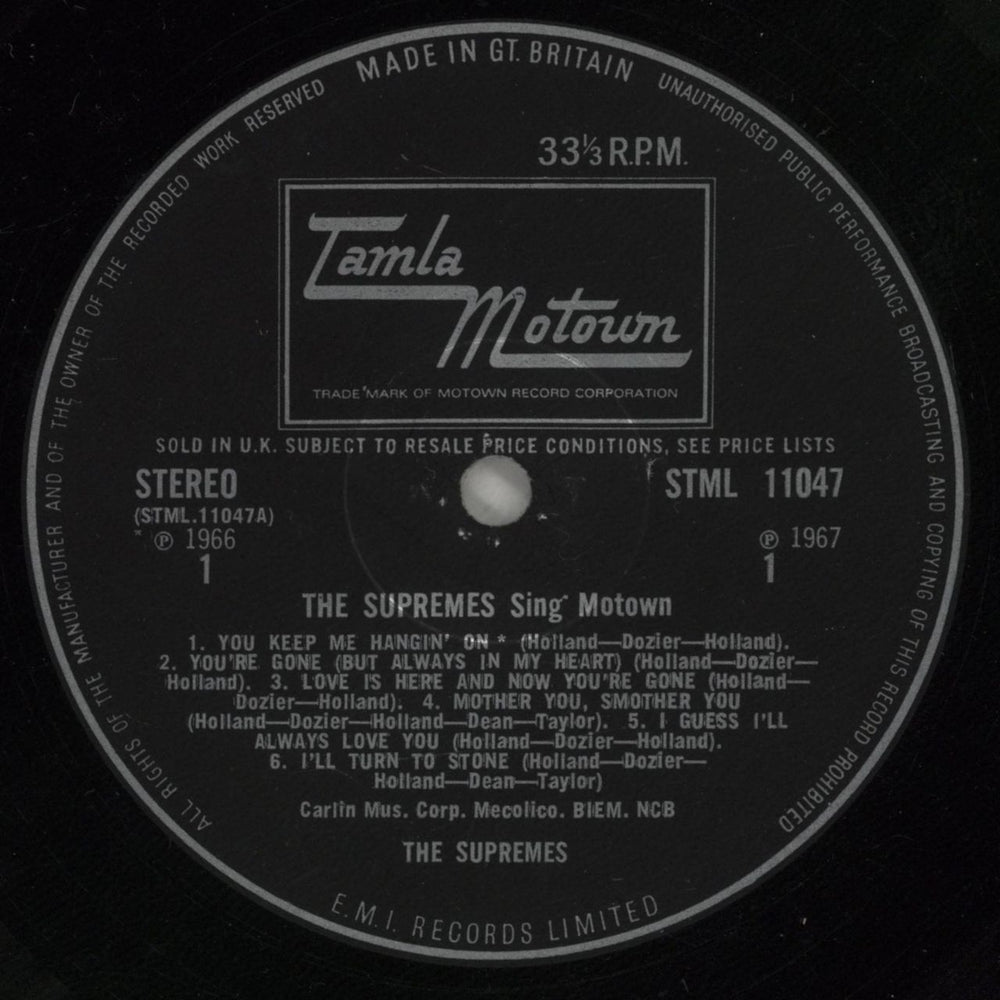 MADE IN GT. BRITAIN
UNAUTHORISED PUBLIC PERFORMANCE BROADCASTING AND COPYING OF THIS RECORD PROHIBITED
ALL RIGHTS OF THE MANUFACTURER AND OF THE OWNER OF THE RECORDED WORK RESERVED
33⅓ R.P.M.
Tamla
Motown
TRADE MARK OF MOTOWN RECORD CORPORATION
SOLD IN U.K. SUBJECT TO RESALE PRICE CONDITIONS, SEE PRICE LISTS
STEREO STML 11047
(STML.11047A)
* ℗ 1966 ℗ 1967
1 1
THE SUPREMES Sing Motown
1. YOU KEEP ME HANGIN' ON * (Holland—Dozier—Holland).
2. YOU'RE GONE (BUT ALWAYS IN MY HEART) (Holland—Dozier—
Holland). 3. LOVE IS HERE AND NOW YOU'RE GONE (Holland—
Dozier—Holland). 4. MOTHER YOU, SMOTHER YOU
(Holland—Dozier—Holland—Dean—Taylor). 5. I GUESS I'LL
ALWAYS LOVE YOU (Holland—Dozier—Holland).
6. I'LL TURN TO STONE (Holland—Dozier—
Holland—Dean—Taylor)
Carlin Mus. Corp. Mecolico. BIEM. NCB
THE SUPREMES
E.M.I. RECORDS LIMITED